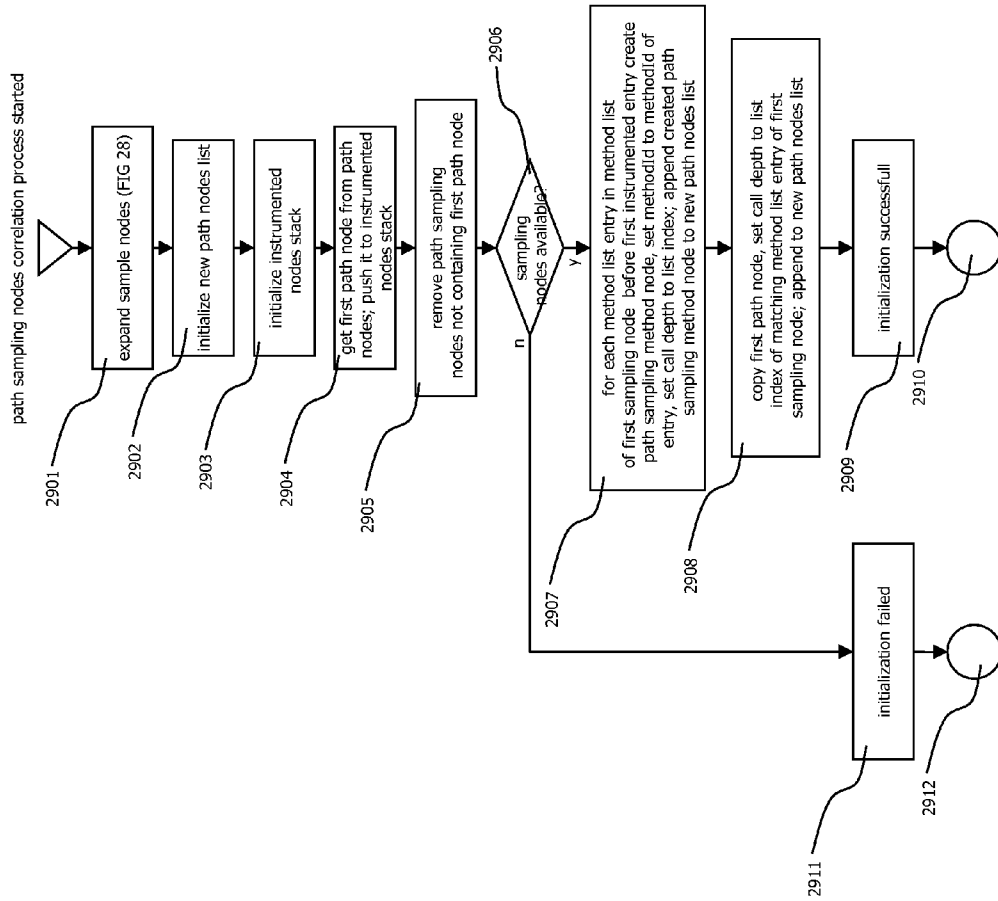 path sampling nodes correlation process started
2901
expand sample nodes (FIG 28)
2902
initialize new path nodes list
2903
initialize instrumented
nodes stack
2904
get first path node from path
nodes; push it to instrumented
nodes stack
2905
remove path sampling
nodes not containing first path node
2906
sampling
nodes available?
n
y
2907
for each method list entry in method list
of first sampling node before first instrumented entry create
path sampling method node, set methodId to methodId of
entry, set call depth to list index; append created path
sampling method node to new path nodes list
2908
copy first path node, set call depth to list
index of matching method list entry of first
sampling node; append to new path nodes list
2909
initialization successfull
2910
2911
initialization failed
2912